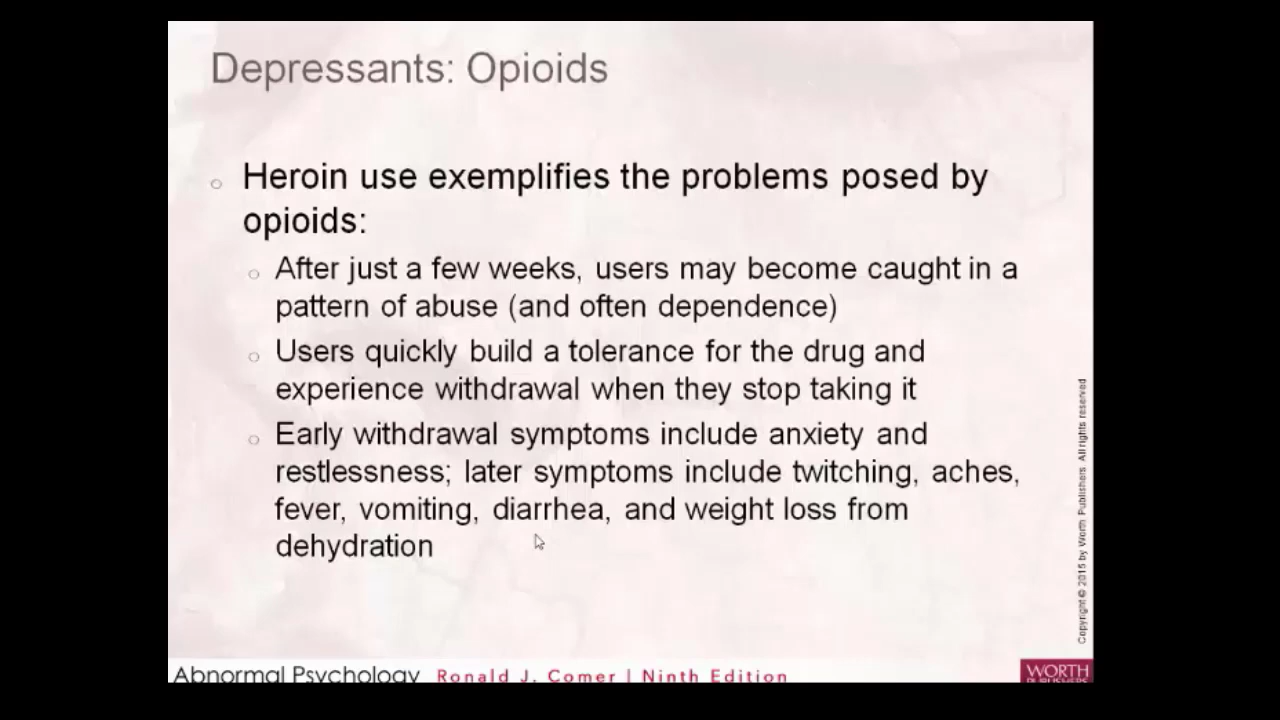 Depressants: Opioids
Heroin use exemplifies the problems posed by
opioids:
After just a few weeks, users may become caught in a
pattern of abuse (and often dependence)
Users quickly build a tolerance for the drug and
experience withdrawal when they stop taking it
Early withdrawal symptoms include anxiety and
restlessness; later symptoms include twitching, aches,
fever, vomiting, diarrhea, and weight loss from
dehydration
Copyright © 2015 by Worth Publishers. All rights reserved
Abnormal Psychology Ronald J. Comer | Ninth Edition
WORTH
PUBLISHERS